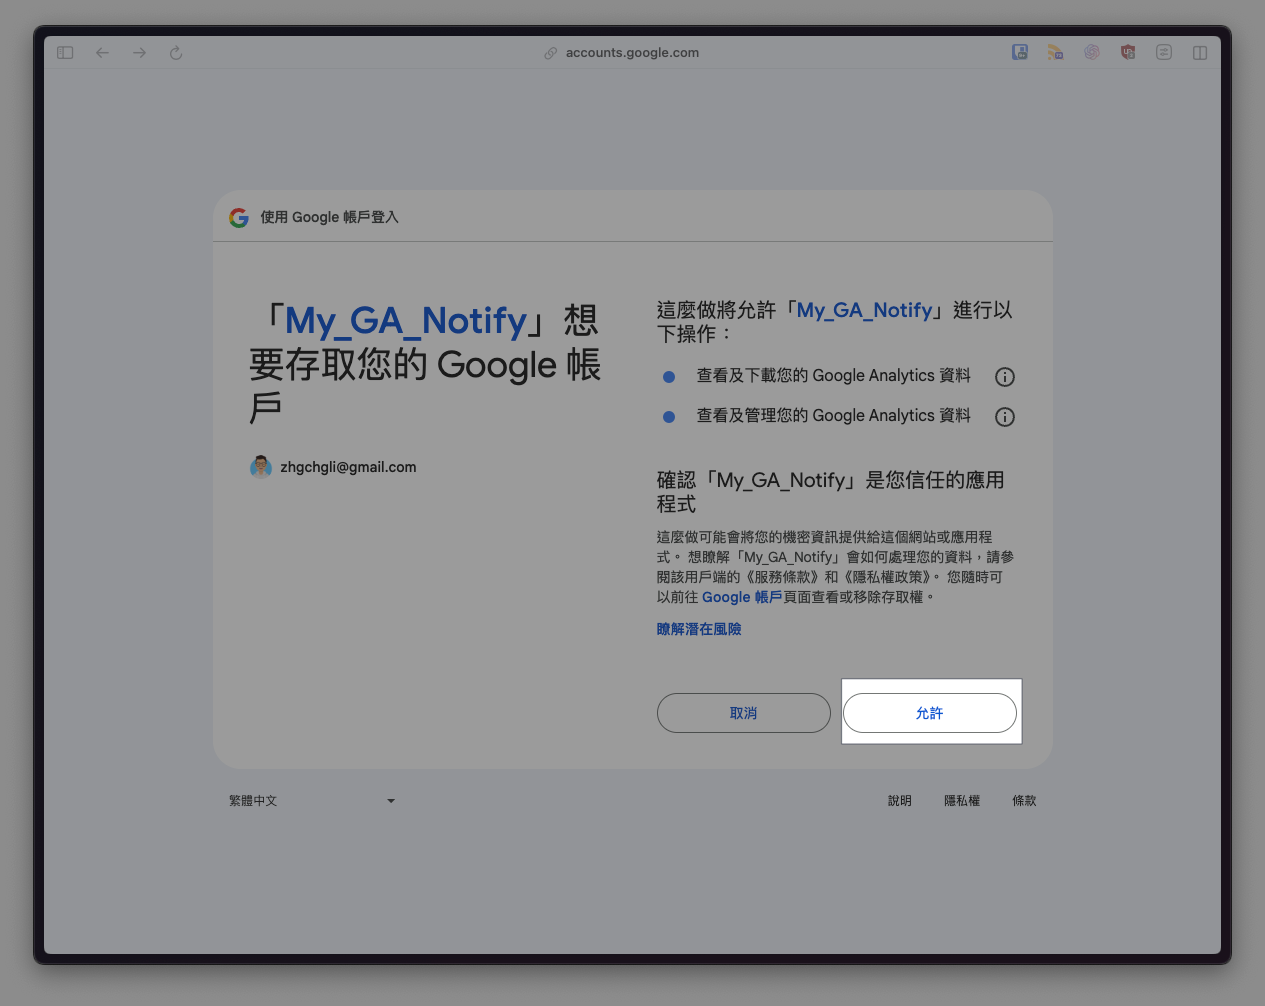 accounts.google.com
使用 Google 帳戶登入
「My_GA_Notify」想
要存取您的 Google 帳
戶
zhgchgli@gmail.com
這麼做將允許「My_GA_Notify」進行以
下操作：
查看及下載您的 Google Analytics 資料
查看及管理您的 Google Analytics 資料
確認「My_GA_Notify」是您信任的應用
程式
這麼做可能會將您的機密資訊提供給這個網站或應用程
式。 想瞭解「My_GA_Notify」會如何處理您的資料，請參
閱該用戶端的《服務條款》和《隱私權政策》。 您隨時可
以前往 Google 帳戶頁面查看或移除存取權。
瞭解潛在風險
取消
允許
繁體中文
說明
隱私權
條款